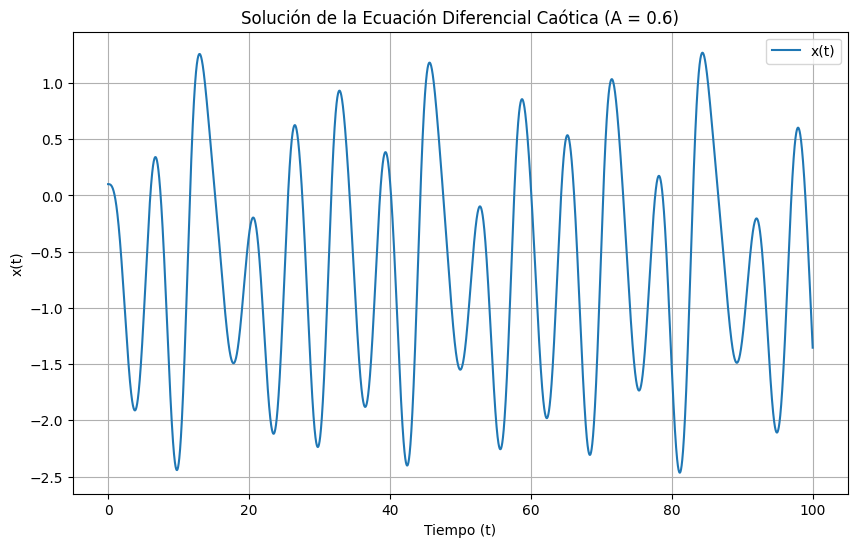 Solución de la Ecuación Diferencial Caótica (A = 0.6)
x(t)
1.0
0.5
0.0
−0.5
−1.0
−1.5
−2.0
−2.5
x(t)
0 20 40 60 80 100
Tiempo (t)